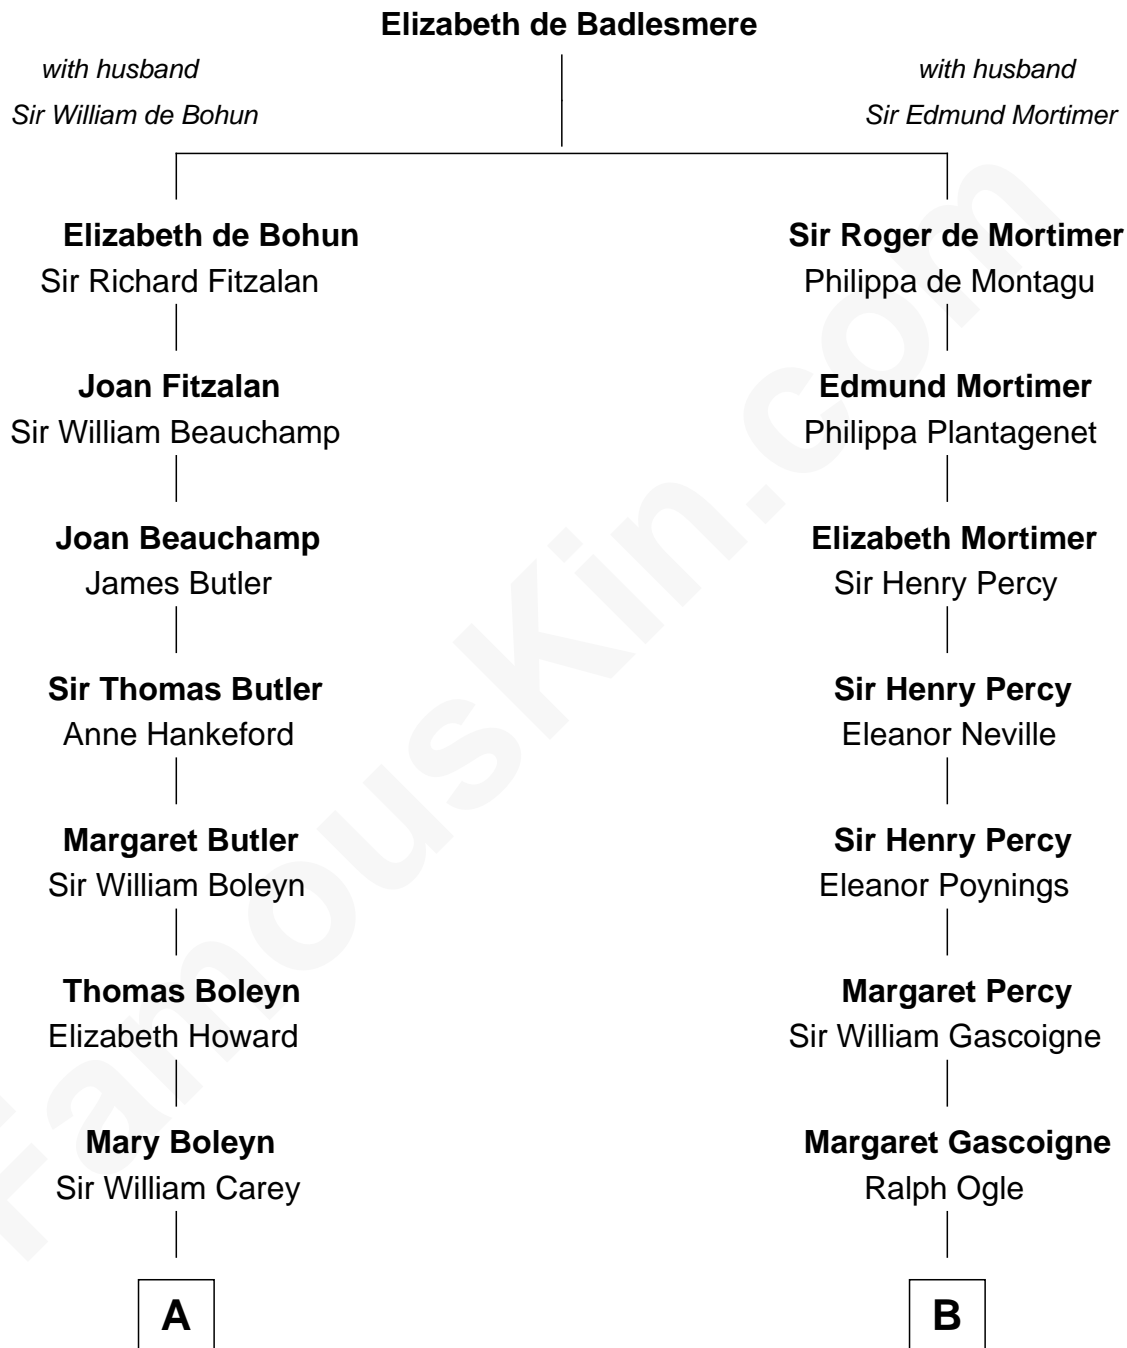 Elizabeth de Badlesmere
with husband
Sir William de Bohun
with husband
Sir Edmund Mortimer
Elizabeth de Bohun
Sir Richard Fitzalan
Sir Roger de Mortimer
Philippa de Montagu
Joan Fitzalan
Sir William Beauchamp
Edmund Mortimer
Philippa Plantagenet
Joan Beauchamp
James Butler
Elizabeth Mortimer
Sir Henry Percy
Sir Thomas Butler
Anne Hankeford
Sir Henry Percy
Eleanor Neville
Margaret Butler
Sir William Boleyn
Sir Henry Percy
Eleanor Poynings
Thomas Boleyn
Elizabeth Howard
Margaret Percy
Sir William Gascoigne
Mary Boleyn
Sir William Carey
Margaret Gascoigne
Ralph Ogle
A
B
FamousKin.com